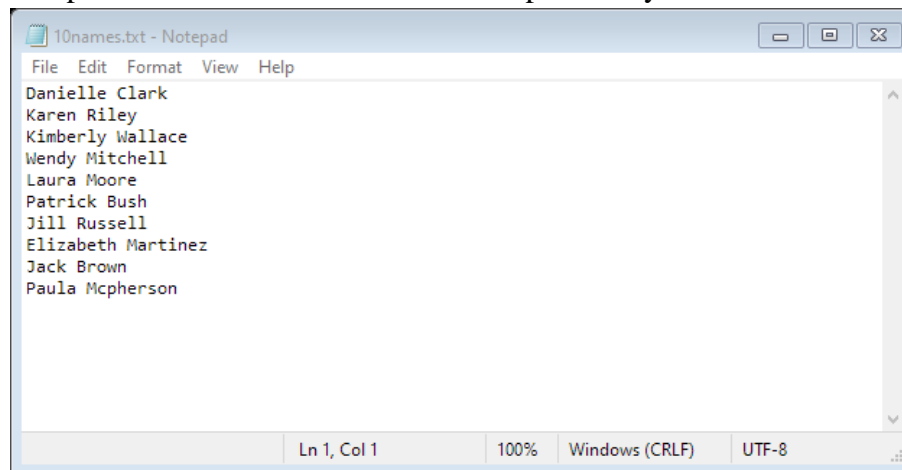 10names.txt - Notepad
File Edit Format View Help
Danielle Clark
Karen Riley
Kimberly Wallace
Wendy Mitchell
Laura Moore
Patrick Bush
Jill Russell
Elizabeth Martinez
Jack Brown
Paula Mcpherson
Ln 1, Col 1 100% Windows (CRLF) UTF-8